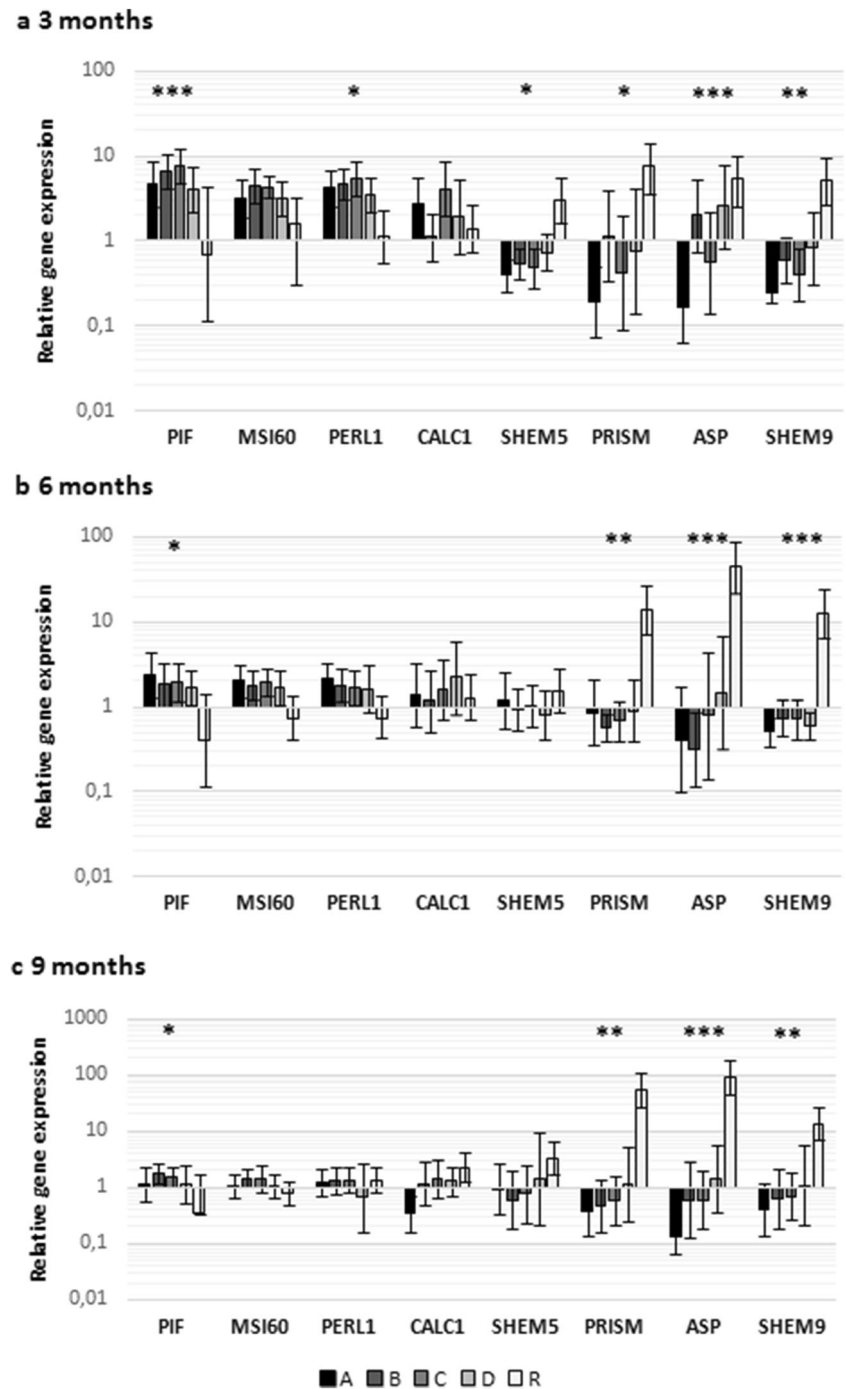 a 3 months
Relative gene expression
100
10
1
0,1
0,01
*** * * * *** **
PIF MSI60 PERL1 CALC1 SHEM5 PRISM ASP SHEM9
b 6 months
Relative gene expression
100
10
1
0,1
0,01
* ** *** ***
PIF MSI60 PERL1 CALC1 SHEM5 PRISM ASP SHEM9
c 9 months
Relative gene expression
1000
100
10
1
0,1
0,01
* ** *** **
PIF MSI60 PERL1 CALC1 SHEM5 PRISM ASP SHEM9
A B C D R